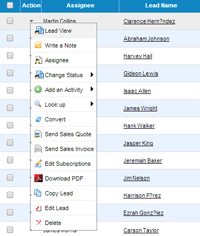 Action Assignee Lead Name
Martin Collins Clarence Hern?ndez
Lead View
Abraham Johnson
Write a Note
Harvey Hall
Assignee
Gideon Lewis
Change Status
Isaac Allen
Add an Activity
James Wright
Look up
Hank Walker
Convert
Jasper King
Send Sales Quote
Send Sales Invoice
Jeremiah Baker
Edit Subscriptions
Jim Nelson
Download PDF
Harrison P?rez
Copy Lead
Ezrah Gonz?lez
Edit Lead
Carson Taylor
Delete